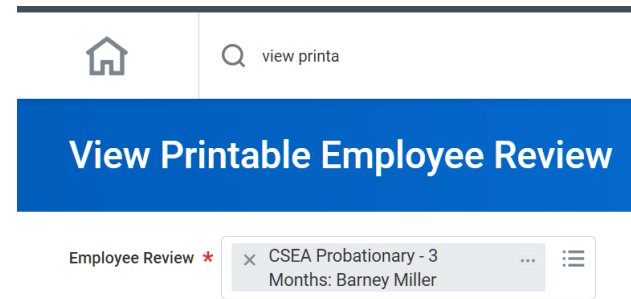 view printa
View Printable Employee Review
Employee Review *
CSEA Probationary - 3
Months: Barney Miller